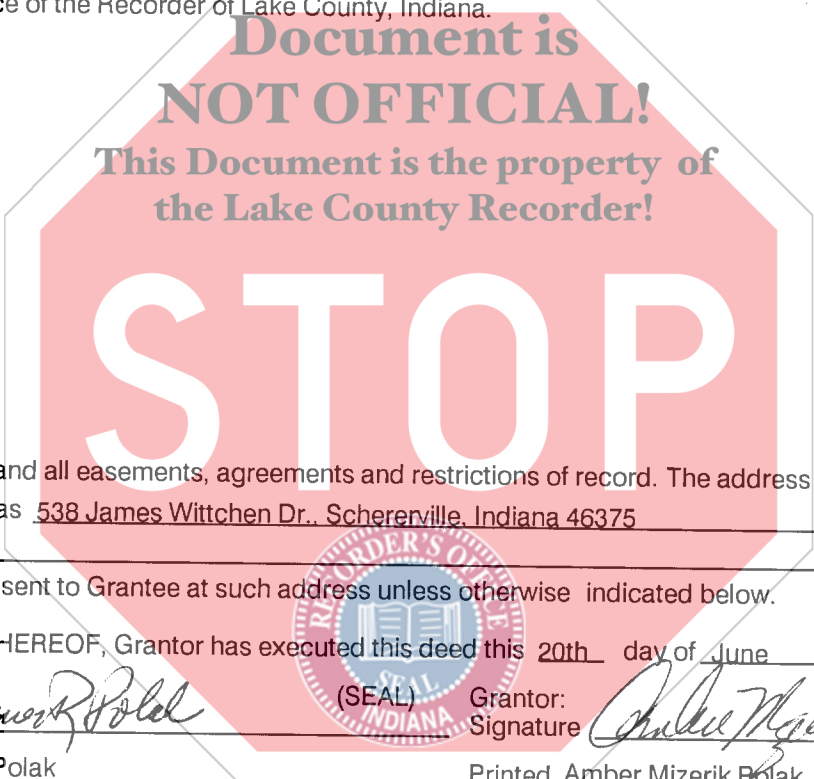 ce of the Recorder of Lake County, Indiana.
Document is
NOT OFFICIAL!
This Document is the property of
the Lake County Recorder!
STOP
and all easements, agreements and restrictions of record. The address
as 538 James Wittchen Dr., Schererville, Indiana 46375
sent to Grantee at such address unless otherwise indicated below.
HEREOF, Grantor has executed this deed this 20th day of June
(SEAL) Grantor:
Signature
Polak
Printed Amber Mizerik Polak
RECORDER'S OFFICE
SEAL
INDIANA